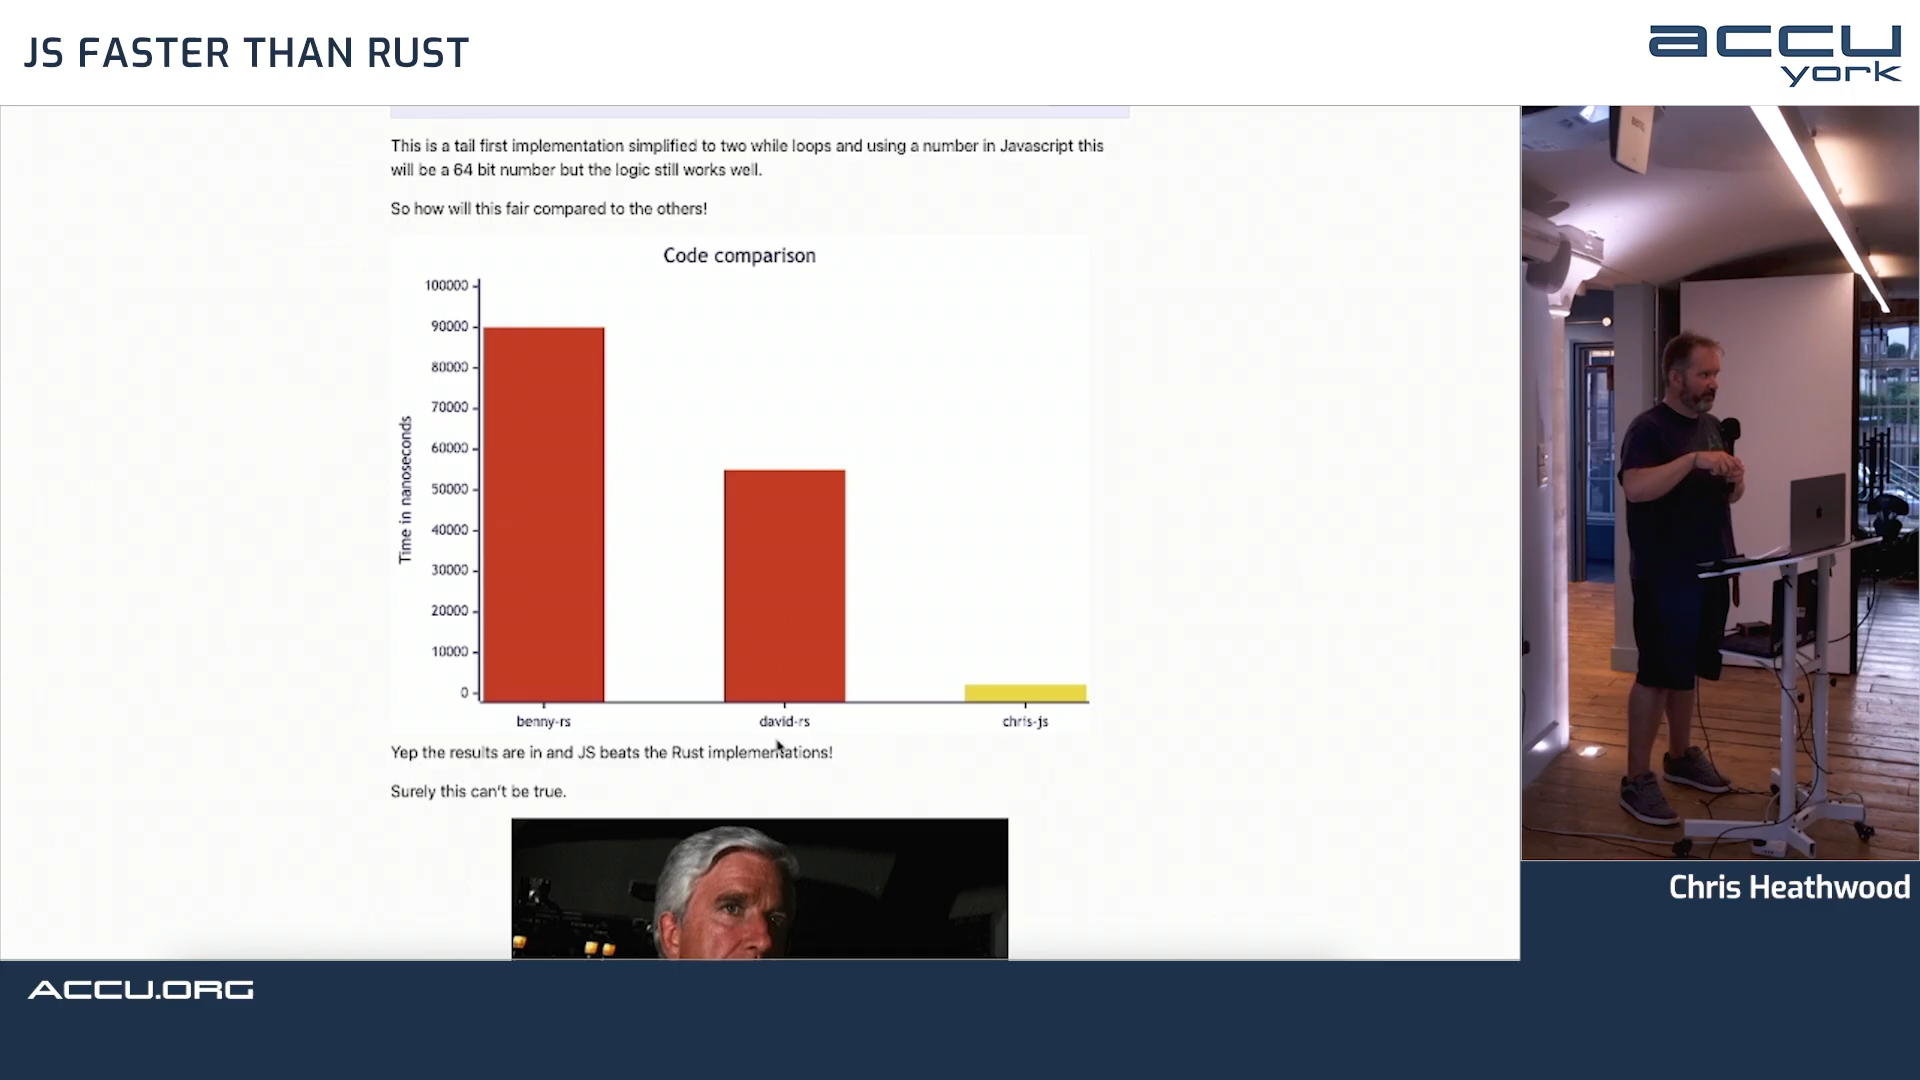 JS FASTER THAN RUST
accu
york
This is a tail first implementation simplified to two while loops and using a number in Javascript this
will be a 64 bit number but the logic still works well.
So how will this fair compared to the others!
Code comparison
Time in nanoseconds
100000
90000
80000
70000
60000
50000
40000
30000
20000
10000
0
benny-rs
david-rs
chris-js
Yep the results are in and JS beats the Rust implementations!
Surely this can't be true.
Chris Heathwood
ACCU.ORG